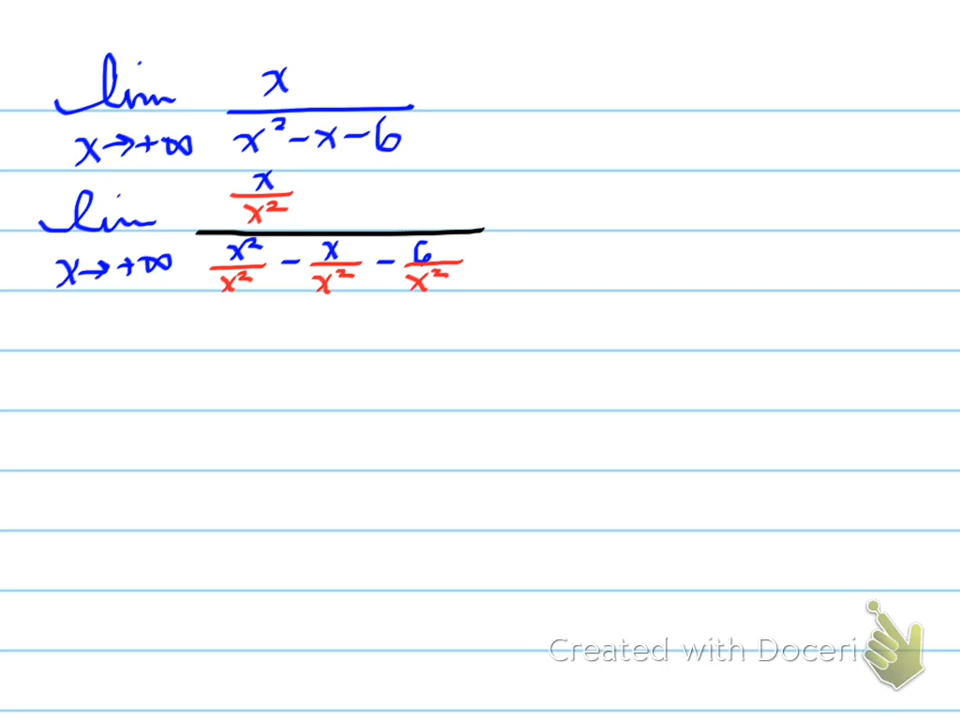 lim x→+∞ x / (x² - x - 6)
lim x→+∞ (x/x²) / (x²/x² - x/x² - 6/x²)
Created with Doceri